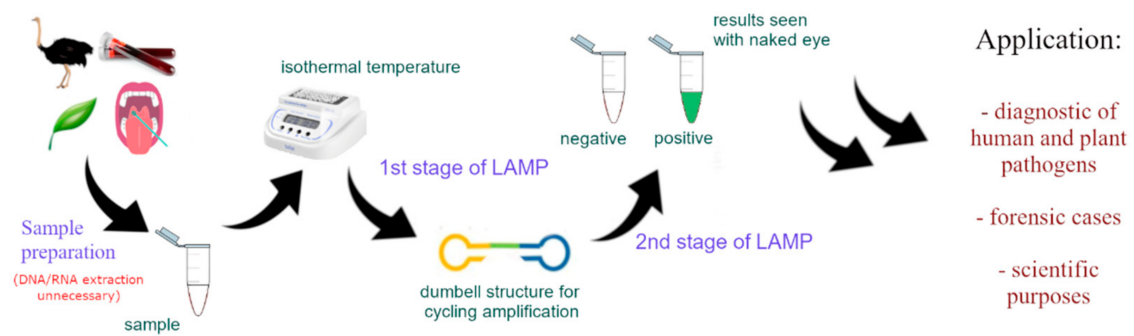 results seen
with naked eye
Application:
isothermal temperature
negative
positive
- diagnostic of
human and plant
pathogens
1st stage of LAMP
Sample
preparation
(DNA/RNA extraction
unnecessary)
sample
2nd stage of LAMP
- forensic cases
dumbell structure for
cycling amplification
- scientific
purposes